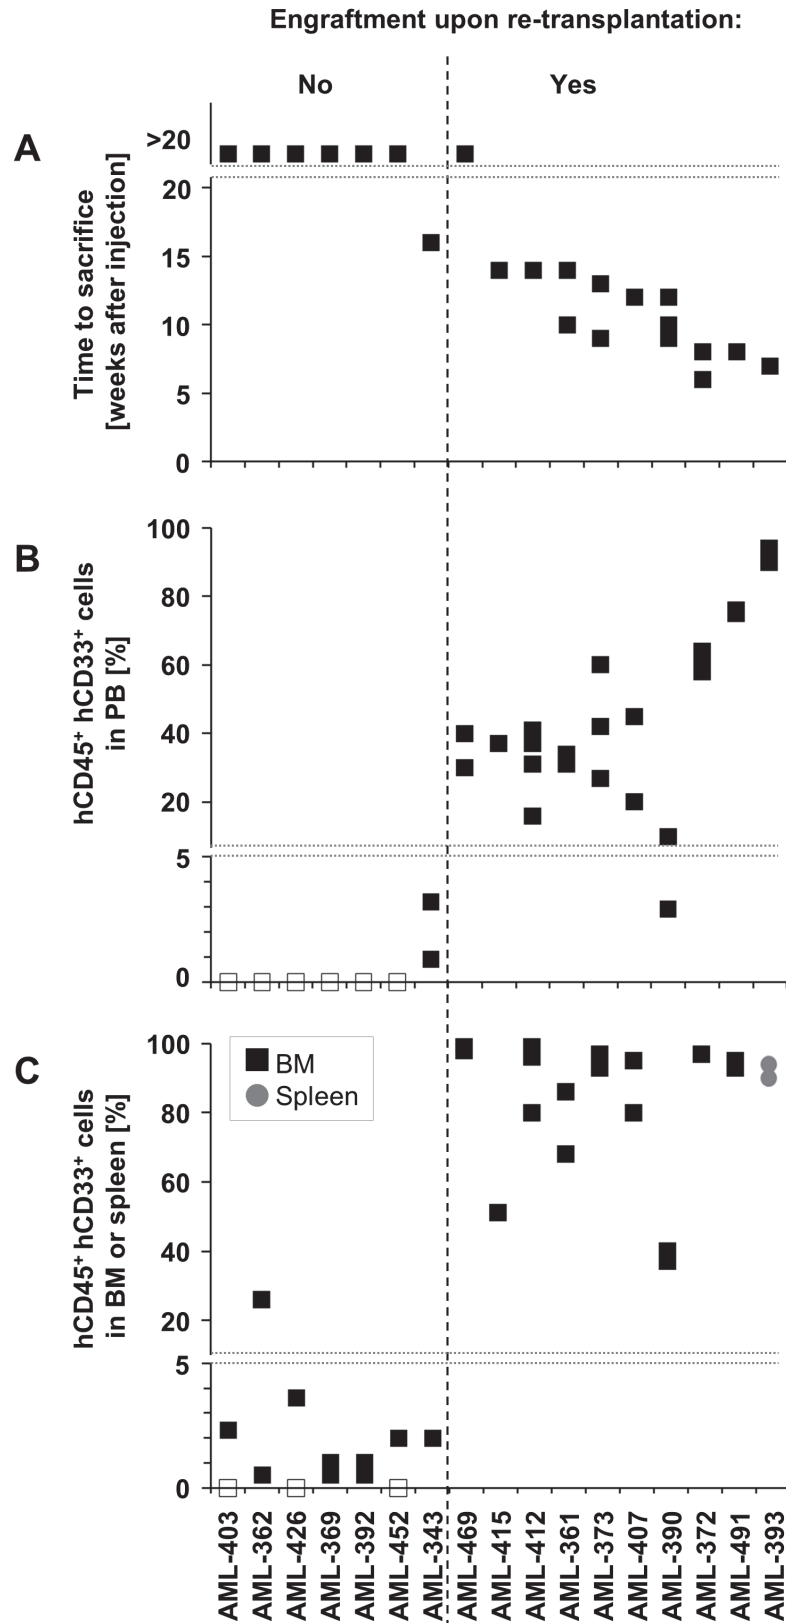 Engraftment upon re-transplantation:
No
Yes
A
Time to sacrifice
[weeks after injection]
>20
20
15
10
5
0
B
hCD45+ hCD33+ cells
in PB [%]
100
80
60
40
20
5
0
C
hCD45+ hCD33+ cells
in BM or spleen [%]
100
80
60
40
20
5
0
BM
Spleen
AML-403
AML-362
AML-426
AML-369
AML-392
AML-452
AML-343
AML-469
AML-415
AML-412
AML-361
AML-373
AML-407
AML-390
AML-372
AML-491
AML-393